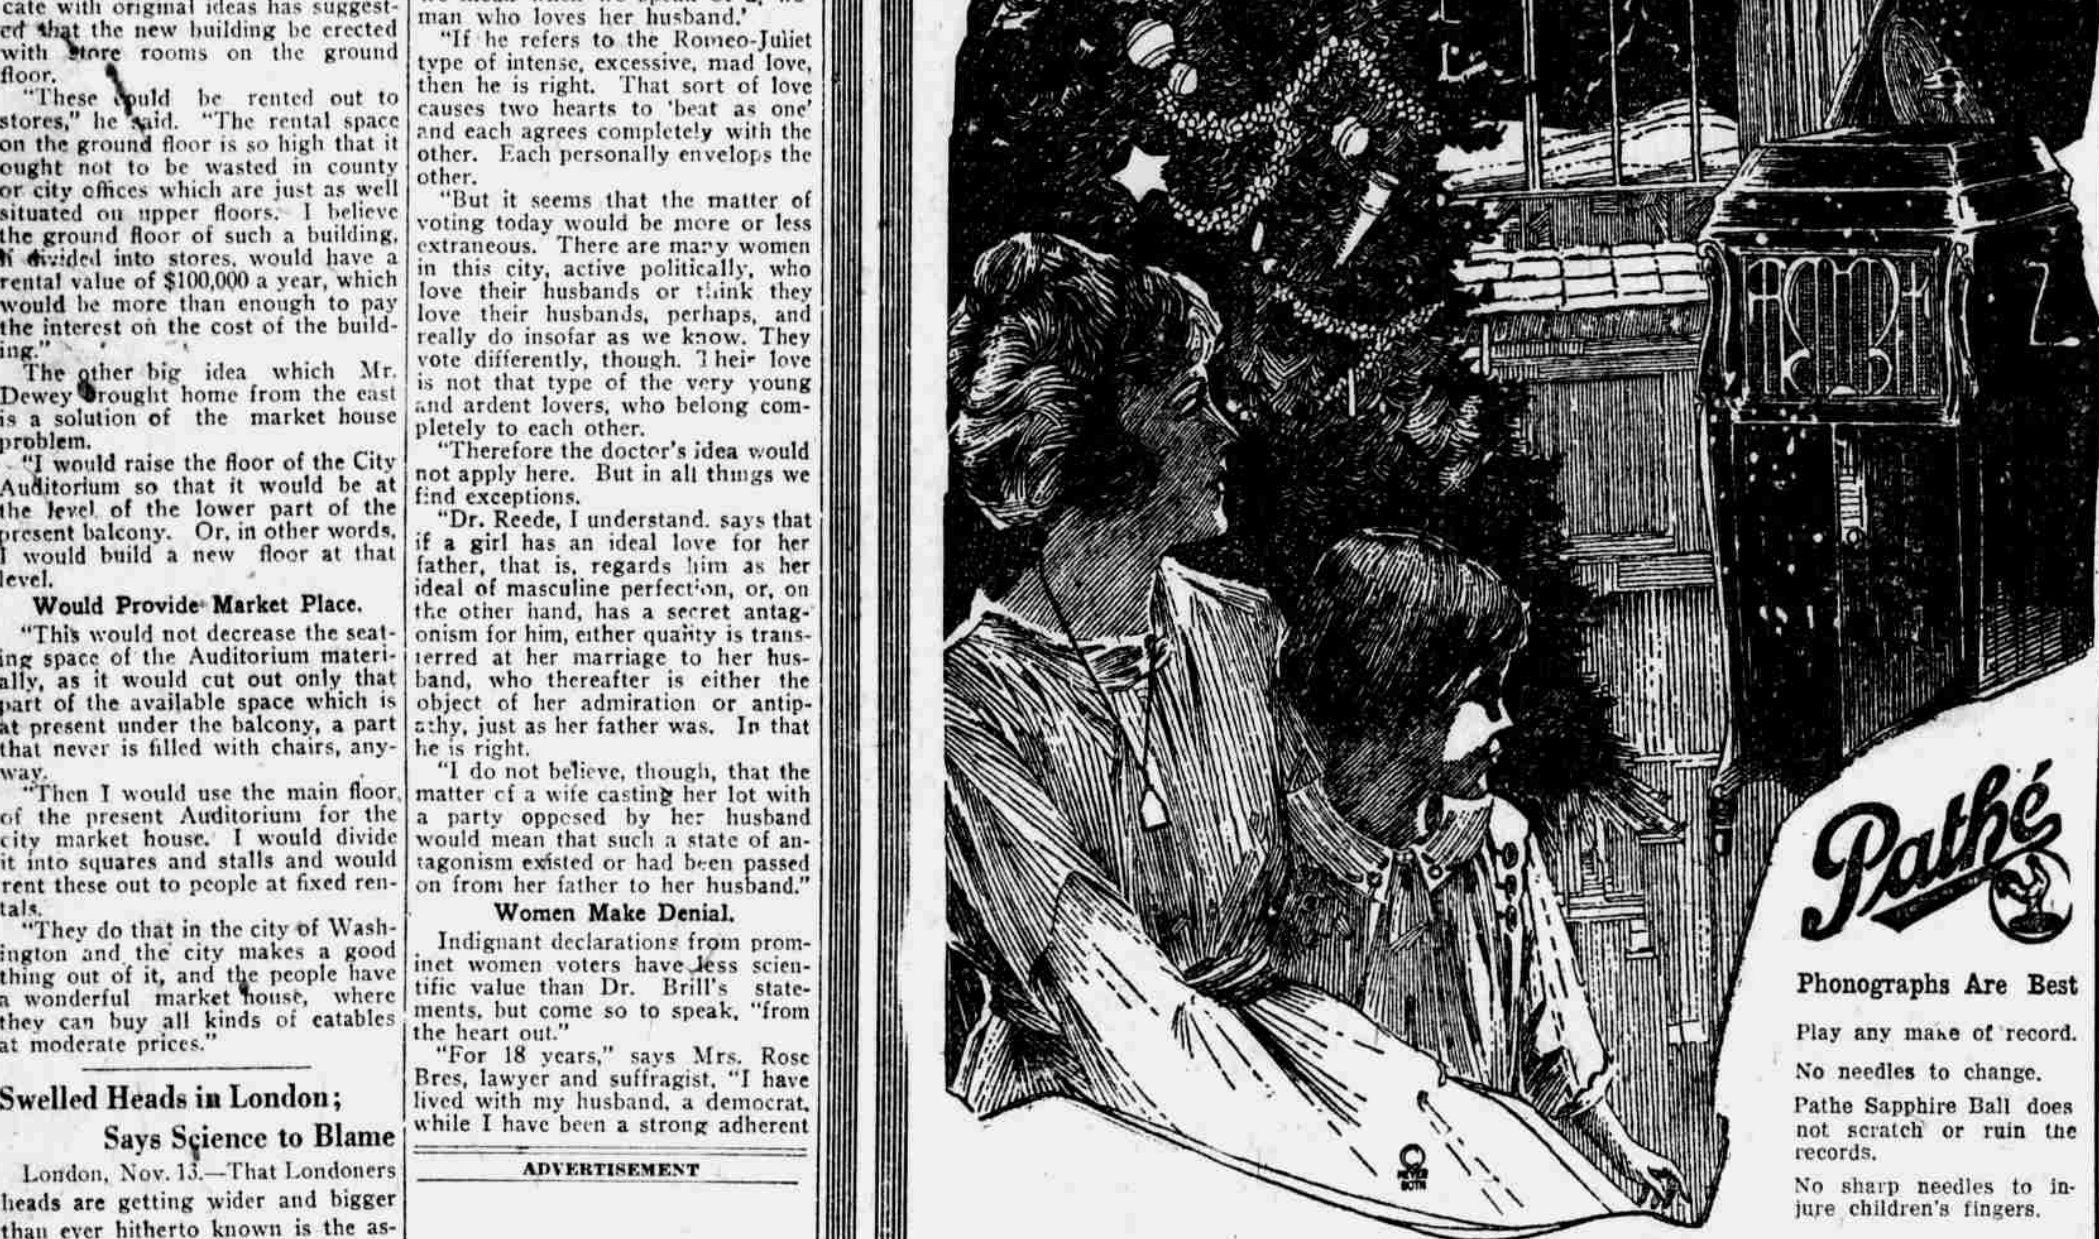 cate with original ideas has suggest-
ed that the new building be erected
with store rooms on the ground
floor.
"These could be rented out to
stores," he said. "The rental space
on the ground floor is so high that it
ought not to be wasted in county
or city offices which are just as well
situated on upper floors. I believe
the ground floor of such a building,
if divided into stores, would have a
rental value of $100,000 a year, which
would be more than enough to pay
the interest on the cost of the build-
ing."
The other big idea which Mr.
Dewey brought home from the east
is a solution of the market house
problem.
"I would raise the floor of the City
Auditorium so that it would be at
the level of the lower part of the
present balcony. Or, in other words,
I would build a new floor at that
level.
Would Provide Market Place.
"This would not decrease the seat-
ing space of the Auditorium materi-
ally, as it would cut out only that
part of the available space which is
at present under the balcony, a part
that never is filled with chairs, any-
way.
"Then I would use the main floor
of the present Auditorium for the
city market house. I would divide
it into squares and stalls and would
rent these out to people at fixed ren-
tals.
"They do that in the city of Wash-
ington and the city makes a good
thing out of it, and the people have
a wonderful market house, where
they can buy all kinds of eatables
at moderate prices."
Swelled Heads in London;
Says Science to Blame
London, Nov. 13.—That Londoners
heads are getting wider and bigger
than ever hitherto known is the as-
man who loves her husband.'
"If he refers to the Romeo-Juliet
type of intense, excessive, mad love,
then he is right. That sort of love
causes two hearts to 'beat as one'
and each agrees completely with the
other. Each personally envelops the
other.
"But it seems that the matter of
voting today would be more or less
extraneous. There are many women
in this city, active politically, who
love their husbands or think they
love their husbands, perhaps, and
really do insofar as we know. They
vote differently, though. Their love
is not that type of the very young
and ardent lovers, who belong com-
pletely to each other.
"Therefore the doctor's idea would
not apply here. But in all things we
find exceptions.
"Dr. Reede, I understand, says that
if a girl has an ideal love for her
father, that is, regards him as her
ideal of masculine perfection, or, on
the other hand, has a secret antag-
onism for him, either quality is trans-
ferred at her marriage to her hus-
band, who thereafter is either the
object of her admiration or antip-
athy, just as her father was. In that
he is right.
"I do not believe, though, that the
matter of a wife casting her lot with
a party opposed by her husband
would mean that such a state of an-
tagonism existed or had been passed
on from her father to her husband."
Women Make Denial.
Indignant declarations from prom-
inet women voters have less scien-
tific value than Dr. Brill's state-
ments, but come so to speak, "from
the heart out."
"For 18 years," says Mrs. Rose
Bres, lawyer and suffragist, "I have
lived with my husband, a democrat,
while I have been a strong adherent
ADVERTISEMENT
MEYER
BOTH
Pathé
Phonographs Are Best
Play any make of record.
No needles to change.
Pathe Sapphire Ball does
not scratch or ruin the
records.
No sharp needles to in-
jure children's fingers.